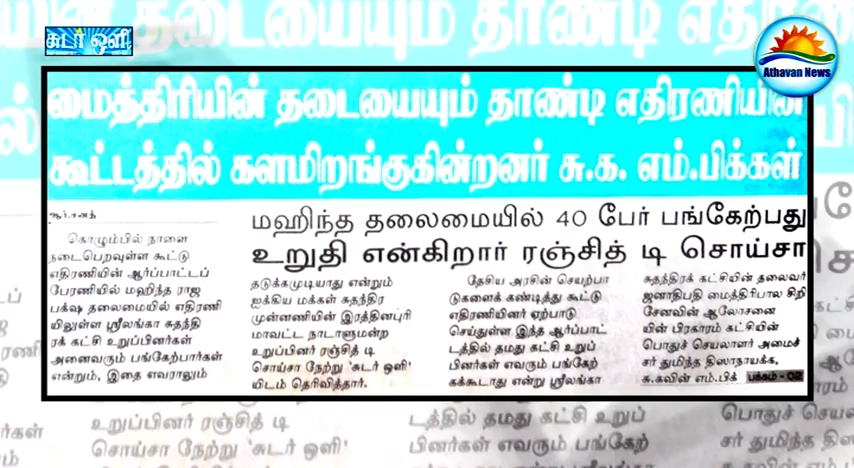 சுடர் ஒளி
Athavan News
மைத்திரியின் தடையையும் தாண்டி எதிரணியின்
கூட்டத்தில் களமிறங்குகின்றனர் சு.க. எம்.பிக்கள்
மஹிந்த தலைமையில் 40 பேர் பங்கேற்பது
உறுதி என்கிறார் ரஞ்சித் டி சொய்சா
ஆர்.சனத்
கொழும்பில் நாளை
நடைபெறவுள்ள கூட்டு
எதிரணியின் ஆர்ப்பாட்டப்
பேரணியில் மஹிந்த ராஜ
பக்‌ஷ தலைமையில் எதிரணி
யிலுள்ள ஸ்ரீலங்கா சுதந்தி
ரக் கட்சி உறுப்பினர்கள்
அனைவரும் பங்கேற்பார்கள்
என்றும், இதை எவராலும்
தடுக்கமுடியாது என்றும்
ஐக்கிய மக்கள் சுதந்திர
முன்னணியின் இரத்தினபுரி
மாவட்ட நாடாளுமன்ற
உறுப்பினர் ரஞ்சித் டி
சொய்சா நேற்று 'சுடர் ஒளி'
யிடம் தெரிவித்தார்.
தேசிய அரசின் செயற்பா
டுகளைக் கண்டித்து கூட்டு
எதிரணியினர் ஏற்பாடு
செய்துள்ள இந்த ஆர்ப்பாட்
டத்தில் தமது கட்சி உறுப்
பினர்கள் எவரும் பங்கேற்
கக்கூடாது என்று ஸ்ரீலங்கா
சுதந்திரக் கட்சியின் தலைவர்
ஜனாதிபதி மைத்திரிபால சிறி
சேனவின் ஆலோசனை
யின் பிரகாரம் கட்சியின்
பொதுச் செயலாளர் அமைச்
சர் துமிந்த திஸாநாயக்க,
சு.கவின் எம்.பிக்
பக்கம் - 02